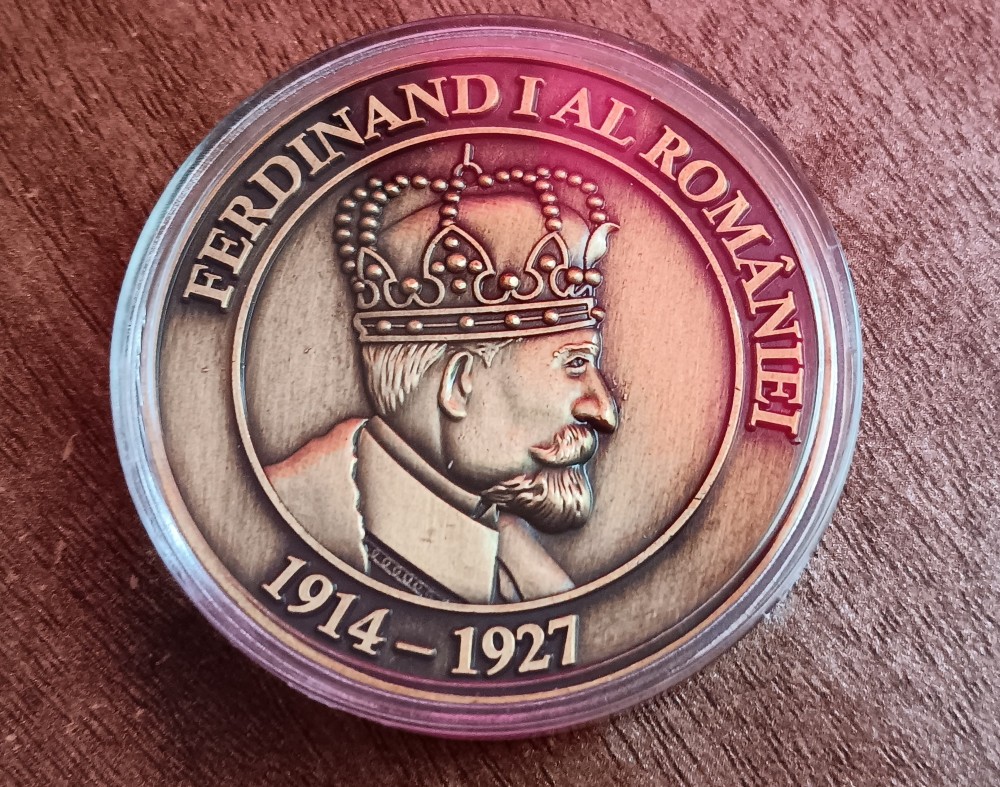 FERDINAND I AL ROMÂNIEI
1914 – 1927